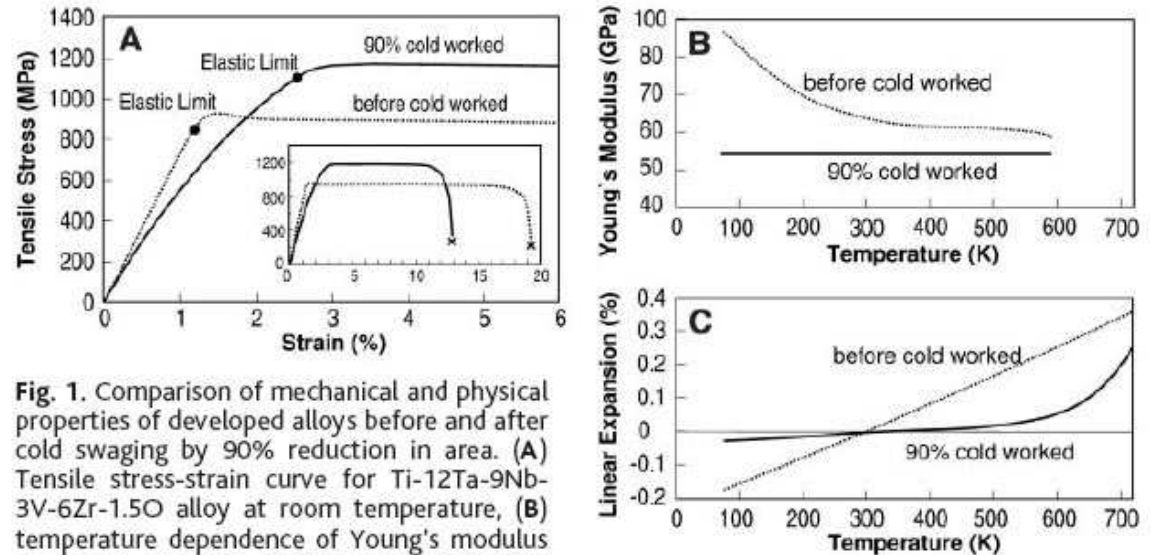 A
1400
1200
1000
800
600
400
200
0
Tensile Stress (MPa)
90% cold worked
Elastic Limit
Elastic Limit
before cold worked
1200
800
400
0
0 5 10 15 20
0 1 2 3 4 5 6
Strain (%)
Fig. 1. Comparison of mechanical and physical
properties of developed alloys before and after
cold swaging by 90% reduction in area. (A)
Tensile stress-strain curve for Ti-12Ta-9Nb-
3V-6Zr-1.5O alloy at room temperature, (B)
temperature dependence of Young's modulus
B
100
90
80
70
60
50
40
Young`s Modulus (GPa)
before cold worked
90% cold worked
0 100 200 300 400 500 600 700
Temperature (K)
C
0.4
0.3
0.2
0.1
0
-0.1
-0.2
Linear Expansion (%)
before cold worked
90% cold worked
0 100 200 300 400 500 600 700
Temperature (K)